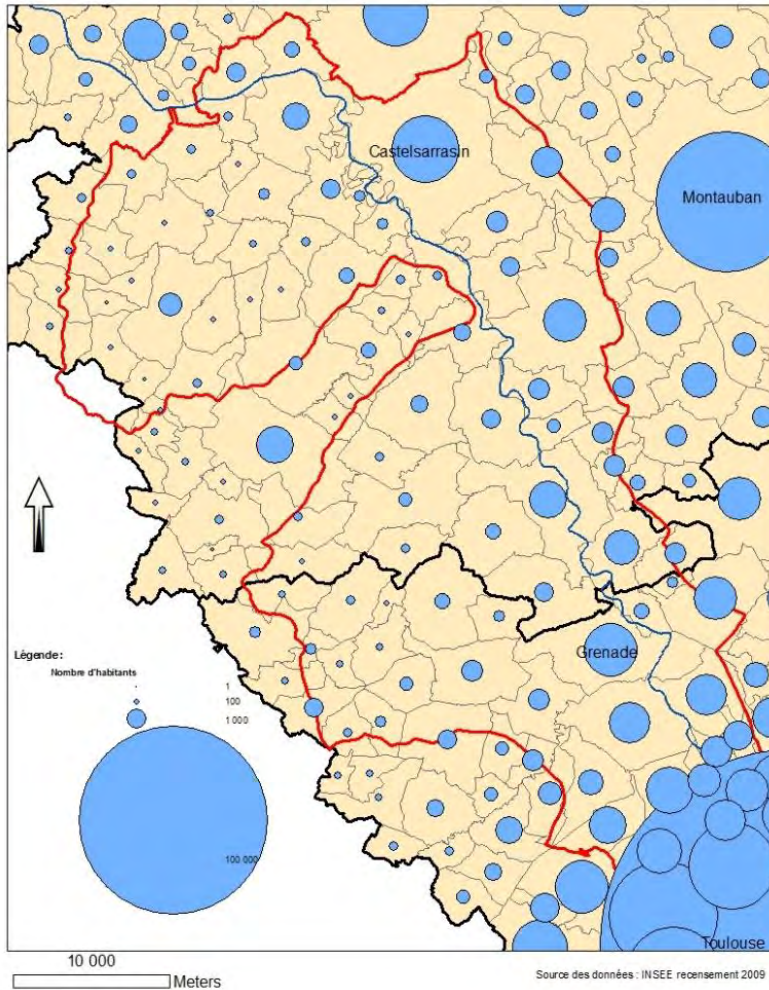 Castelsarrasin
Montauban
Grenade
Légende :
Nombre d'habitants
1
100
1 000
100 000
Toulouse
10 000
Meters
Source des données : INSEE recensement 2009